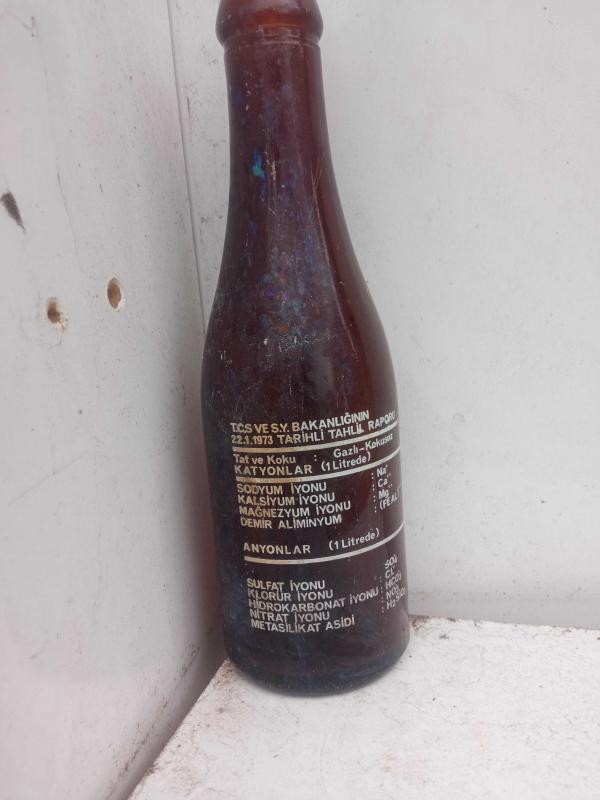 T.C.S VE S.Y. BAKANLIĞININ
22.1.1973 TARİHLİ TAHLİL RAPORU
Tat ve Koku : Gazlı-Kokusuz
KATYONLAR (1 Litrede)
SODYUM İYONU : Na⁺
KALSİYUM İYONU : Ca⁺⁺
MAĞNEZYUM İYONU : Mg⁺⁺
DEMİR ALİMİNYUM : (FEAL)
ANYONLAR (1 Litrede)
SULFAT İYONU SO₄
KLORÜR İYONU : CL⁻
HİDROKARBONAT İYONU : HCO₃
NİTRAT İYONU : NO₃
METASİLİKAT ASİDİ : H₂SiO₃